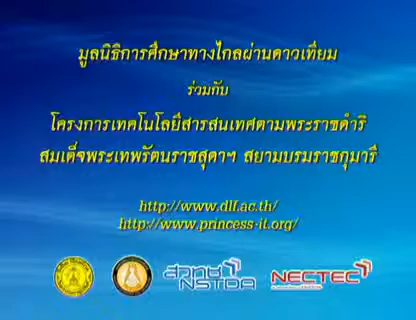 มูลนิธิการศึกษาทางไกลผ่านดาวเทียม
ร่วมกับ
โครงการเทคโนโลยีสารสนเทศตามพระราชดำริ
สมเด็จพระเทพรัตนราชสุดาฯ สยามบรมราชกุมารี
http://www.dlf.ac.th/
http://www.princess-it.org/
สวทช
NSTDA
NECTEC